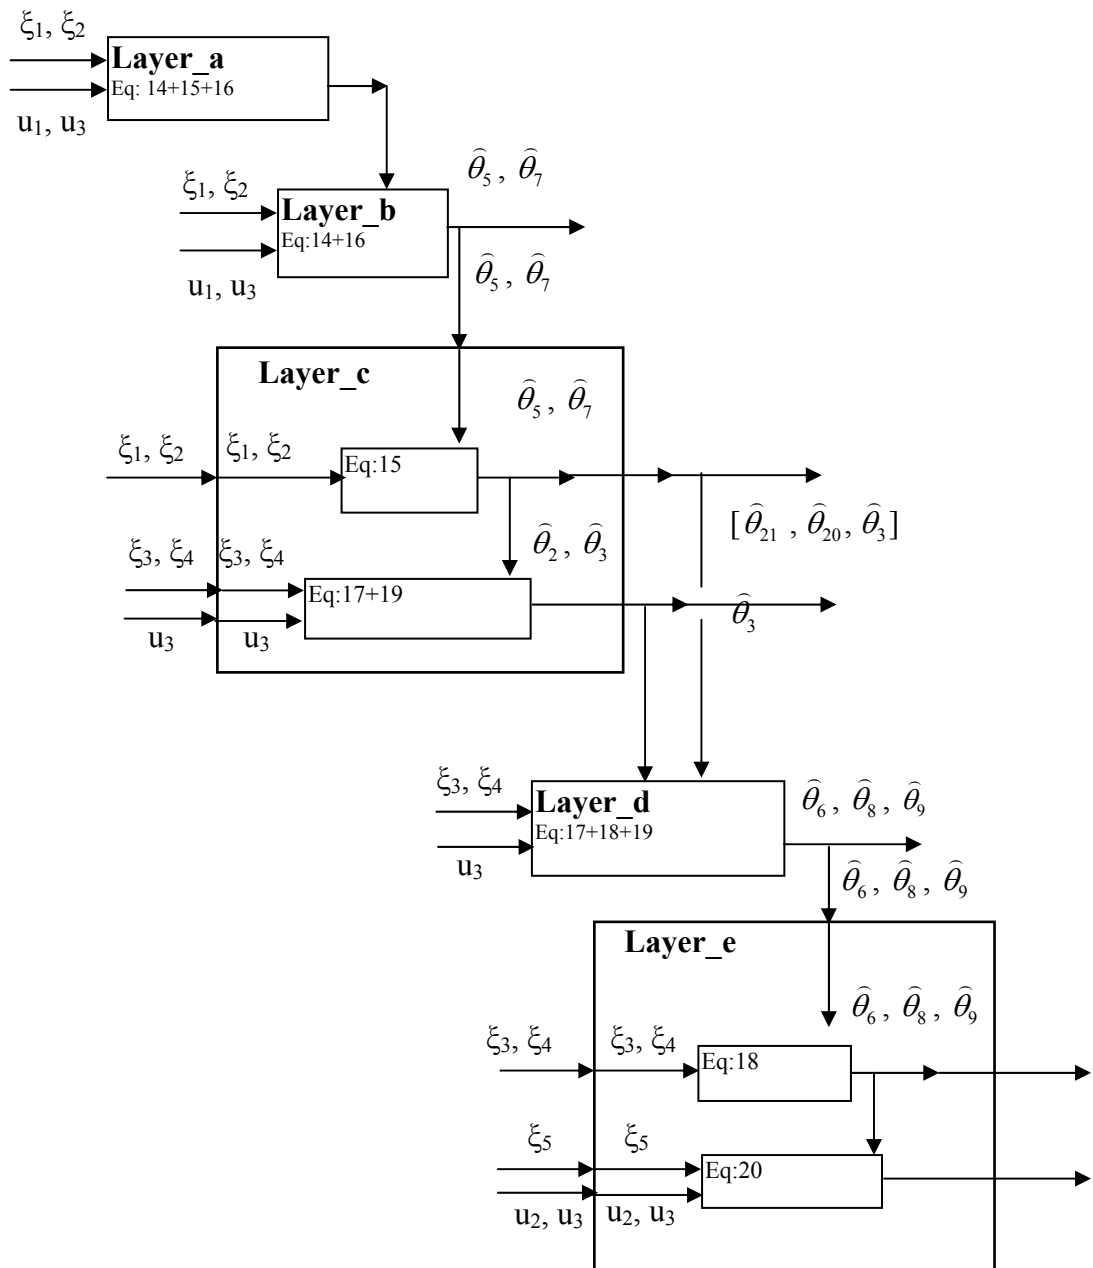 ξ₁, ξ₂
Layer_a
Eq: 14+15+16
u₁, u₃
ξ₁, ξ₂
Layer_b
Eq:14+16
u₁, u₃
θ̂₅ , θ̂₇
θ̂₅ , θ̂₇
Layer_c
θ̂₅ , θ̂₇
ξ₁, ξ₂
ξ₁, ξ₂
Eq:15
[θ̂₂₁ , θ̂₂₀, θ̂₃]
θ̂₂ , θ̂₃
ξ₃, ξ₄
ξ₃, ξ₄
Eq:17+19
θ̂₃
u₃
u₃
ξ₃, ξ₄
Layer_d
Eq:17+18+19
u₃
θ̂₆ , θ̂₈ , θ̂₉
θ̂₆ , θ̂₈ , θ̂₉
Layer_e
θ̂₆ , θ̂₈ , θ̂₉
ξ₃, ξ₄
ξ₃, ξ₄
Eq:18
ξ₅
ξ₅
Eq:20
u₂, u₃
u₂, u₃